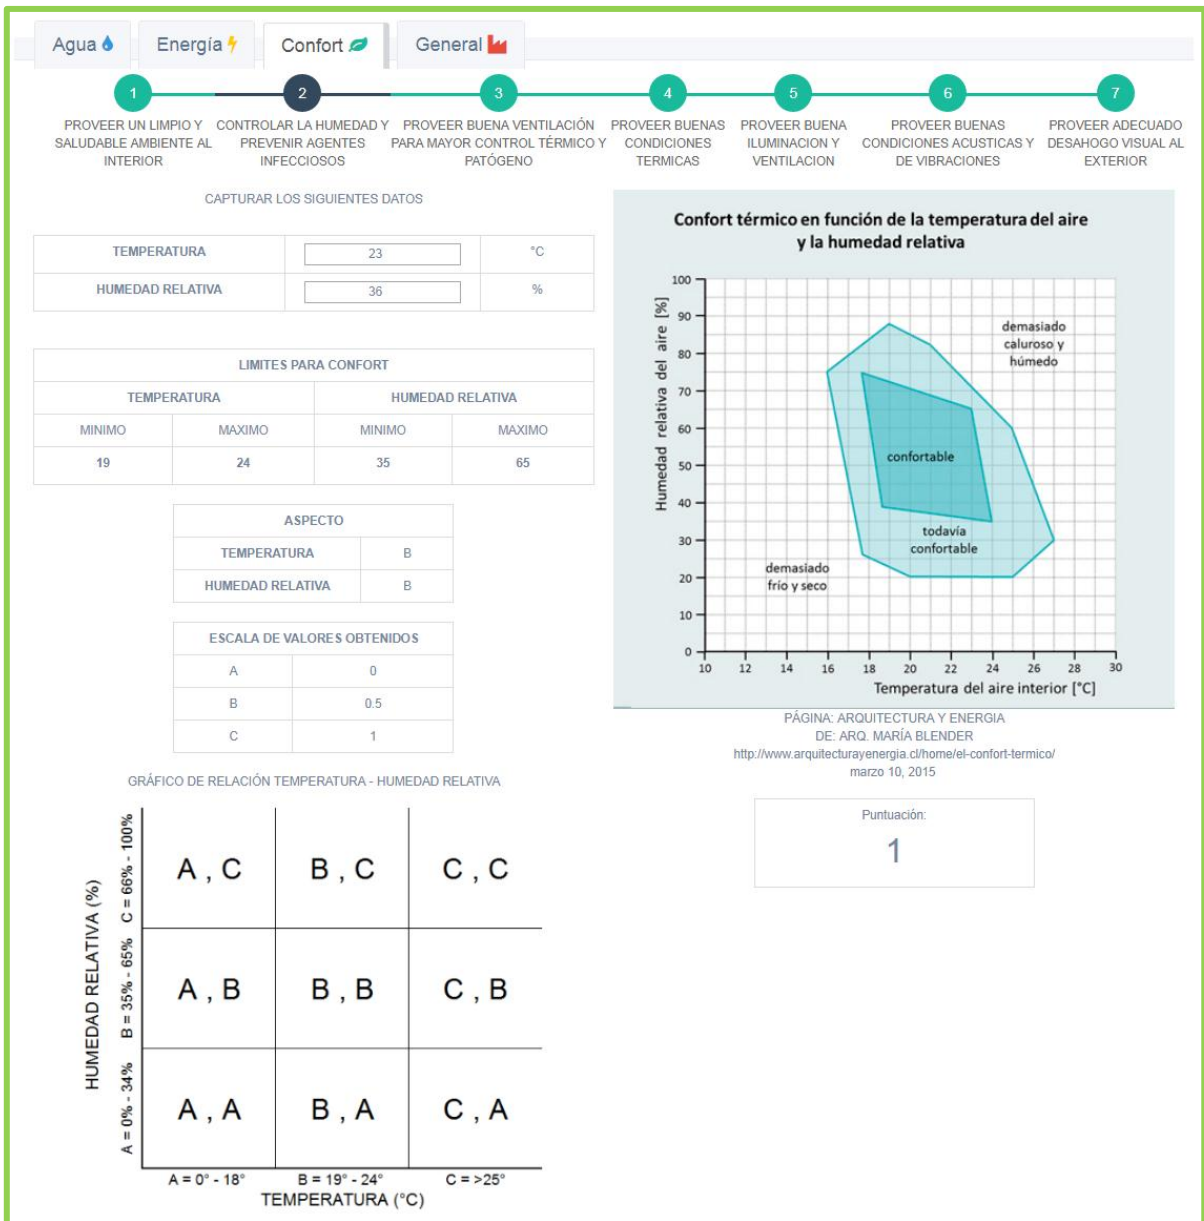 Agua
Energía
Confort
General
1
2
3
4
5
6
7
PROVEER UN LIMPIO Y
SALUDABLE AMBIENTE AL
INTERIOR
CONTROLAR LA HUMEDAD Y
PREVENIR AGENTES
INFECCIOSOS
PROVEER BUENA VENTILACIÓN
PARA MAYOR CONTROL TÉRMICO Y
PATÓGENO
PROVEER BUENAS
CONDICIONES
TERMICAS
PROVEER BUENA
ILUMINACION Y
VENTILACION
PROVEER BUENAS
CONDICIONES ACUSTICAS Y
DE VIBRACIONES
PROVEER ADECUADO
DESAHOGO VISUAL AL
EXTERIOR
CAPTURAR LOS SIGUIENTES DATOS
TEMPERATURA 23 °C
HUMEDAD RELATIVA 36 %
LIMITES PARA CONFORT
TEMPERATURA HUMEDAD RELATIVA
MINIMO MAXIMO MINIMO MAXIMO
19 24 35 65
ASPECTO
TEMPERATURA B
HUMEDAD RELATIVA B
ESCALA DE VALORES OBTENIDOS
A 0
B 0.5
C 1
GRÁFICO DE RELACIÓN TEMPERATURA - HUMEDAD RELATIVA
HUMEDAD RELATIVA (%)
C = 66% - 100%
B = 35% - 65%
A = 0% - 34%
A , C B , C C , C
A , B B , B C , B
A , A B , A C , A
A = 0° - 18° B = 19° - 24° C = >25°
TEMPERATURA (°C)
Confort térmico en función de la temperatura del aire
y la humedad relativa
Humedad relativa del aire [%]
100
90
80
70
60
50
40
30
20
10
0
demasiado
caluroso y
húmedo
confortable
todavía
confortable
demasiado
frío y seco
10 12 14 16 18 20 22 24 26 28 30
Temperatura del aire interior [°C]
PÁGINA: ARQUITECTURA Y ENERGIA
DE: ARQ. MARÍA BLENDER
http://www.arquitecturayenergia.cl/home/el-confort-termico/
marzo 10, 2015
Puntuación:
1